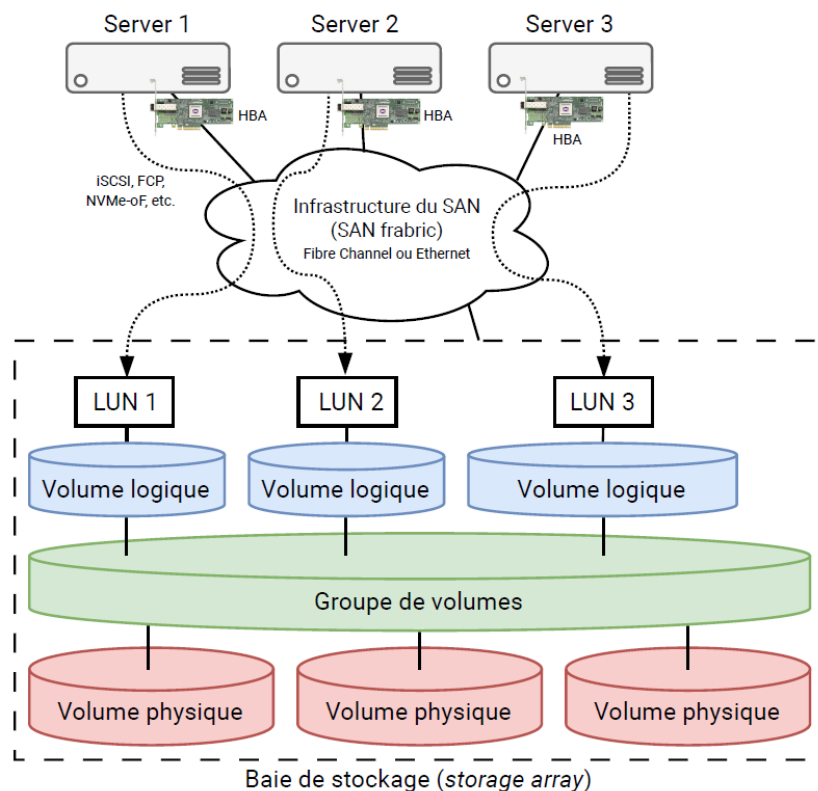 Server 1
Server 2
Server 3
HBA
HBA
HBA
iSCSI, FCP,
NVMe-oF, etc.
Infrastructure du SAN
(SAN frabric)
Fibre Channel ou Ethernet
LUN 1
LUN 2
LUN 3
Volume logique
Volume logique
Volume logique
Groupe de volumes
Volume physique
Volume physique
Volume physique
Baie de stockage (storage array)